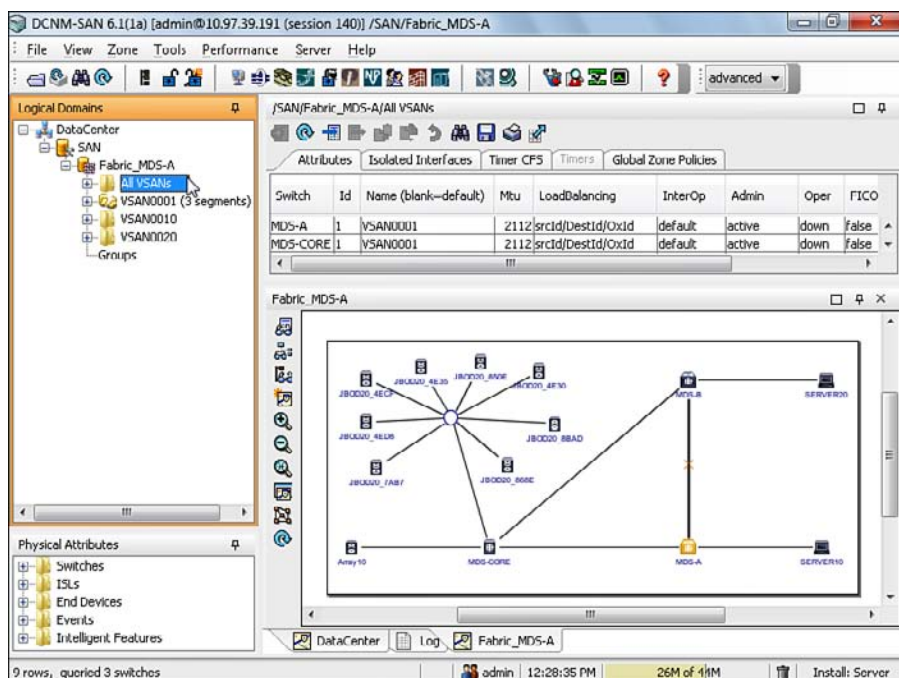 DCNM-SAN 6.1(1a) [admin@10.97.39.191 (session 140)] /SAN/Fabric_MDS-A
File View Zone Tools Performance Server Help
advanced
Logical Domains
DataCenter
SAN
Fabric_MDS-A
All VSANs
VSAN0001 (3 segments)
VSAN0010
VSAN0020
Groups
/SAN/Fabric_MDS-A/All VSANs
Attributes Isolated Interfaces Timer CFS Timers Global Zone Policies
Switch Id Name (blank=default) Mtu LoadBalancing InterOp Admin Oper FICO
MDS-A 1 VSAN0001 2112 srcId/DestId/OxId default active down false
MDS-CORE 1 VSAN0001 2112 srcId/DestId/OxId default active down false
Fabric_MDS-A
JBOD20_4E35
JBOD20_4E30
JBOD20_4ED6
JBOD20_8BAD
JBOD20_7AB7
JBOD20_868E
MDS-B
SERVER20
Array10
MDS-CORE
MDS-A
SERVER10
Physical Attributes
Switches
ISLs
End Devices
Events
Intelligent Features
DataCenter Log Fabric_MDS-A
9 rows, queried 3 switches admin 12:28:35 PM 26M of 44M Install: Server